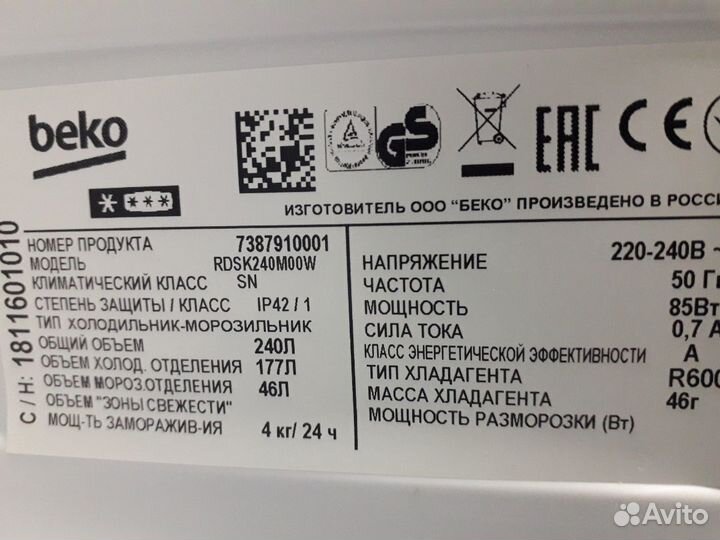 beko
GS
EAC
CE
ИЗГОТОВИТЕЛЬ ООО "БЕКО" ПРОИЗВЕДЕНО В РОССИ
С/Н: 1811601010
НОМЕР ПРОДУКТА 7387910001
МОДЕЛЬ RDSK240M00W
КЛИМАТИЧЕСКИЙ КЛАСС SN
СТЕПЕНЬ ЗАЩИТЫ / КЛАСС IP42 / 1
ТИП ХОЛОДИЛЬНИК-МОРОЗИЛЬНИК
ОБЩИЙ ОБЪЕМ 240Л
ОБЪЕМ ХОЛОД. ОТДЕЛЕНИЯ 177Л
ОБЪЕМ МОРОЗ.ОТДЕЛЕНИЯ 46Л
ОБЪЕМ "ЗОНЫ СВЕЖЕСТИ"
МОЩ-ТЬ ЗАМОРАЖИВ-ИЯ 4 кг/ 24 ч
НАПРЯЖЕНИЕ 220-240В ~
ЧАСТОТА 50 Г
МОЩНОСТЬ 85Вт
СИЛА ТОКА 0,7 А
КЛАСС ЭНЕРГЕТИЧЕСКОЙ ЭФФЕКТИВНОСТИ А
ТИП ХЛАДАГЕНТА R600
МАССА ХЛАДАГЕНТА 46г
МОЩНОСТЬ РАЗМОРОЗКИ (Вт)
Avito